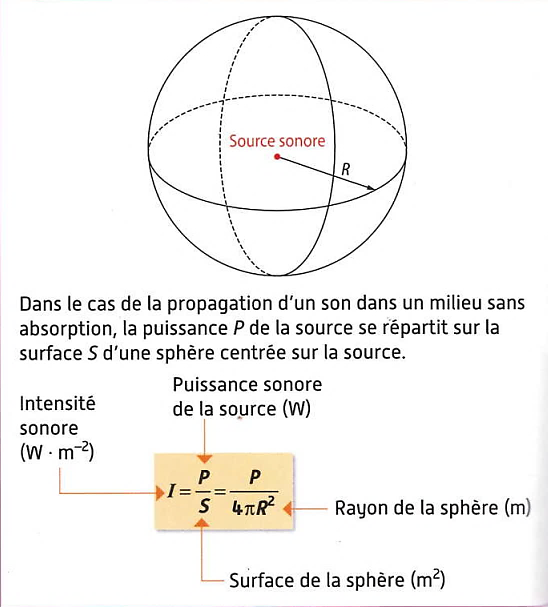 Source sonore
R
Dans le cas de la propagation d'un son dans un milieu sans
absorption, la puissance P de la source se répartit sur la
surface S d'une sphère centrée sur la source.
Puissance sonore
de la source (W)
Intensité
sonore
(W · m⁻²)
I = P/S = P/4πR²
Rayon de la sphère (m)
Surface de la sphère (m²)